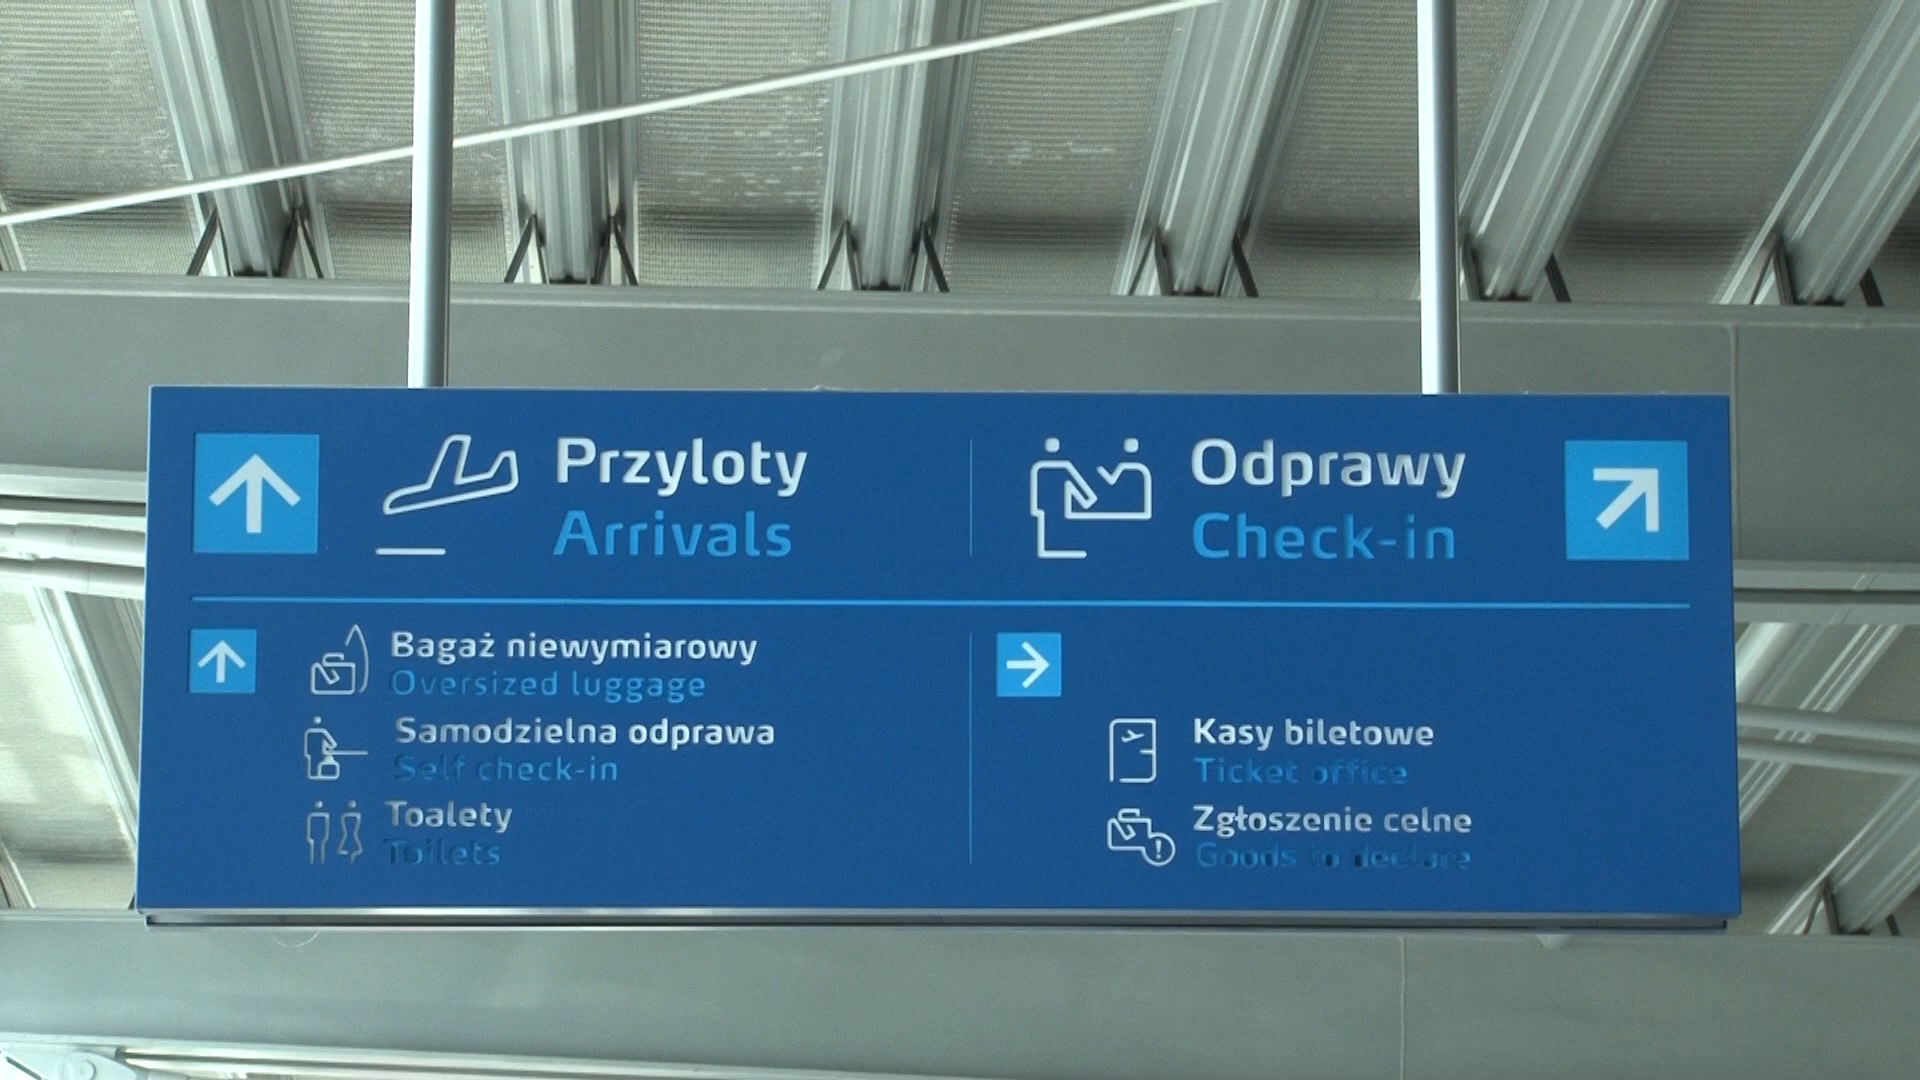 Przyloty
Arrivals
Odprawy
Check-in
Bagaż niewymiarowy
Oversized luggage
Samodzielna odprawa
Self check-in
Toalety
Toilets
Kasy biletowe
Ticket office
Zgłoszenie celne
Goods to declare